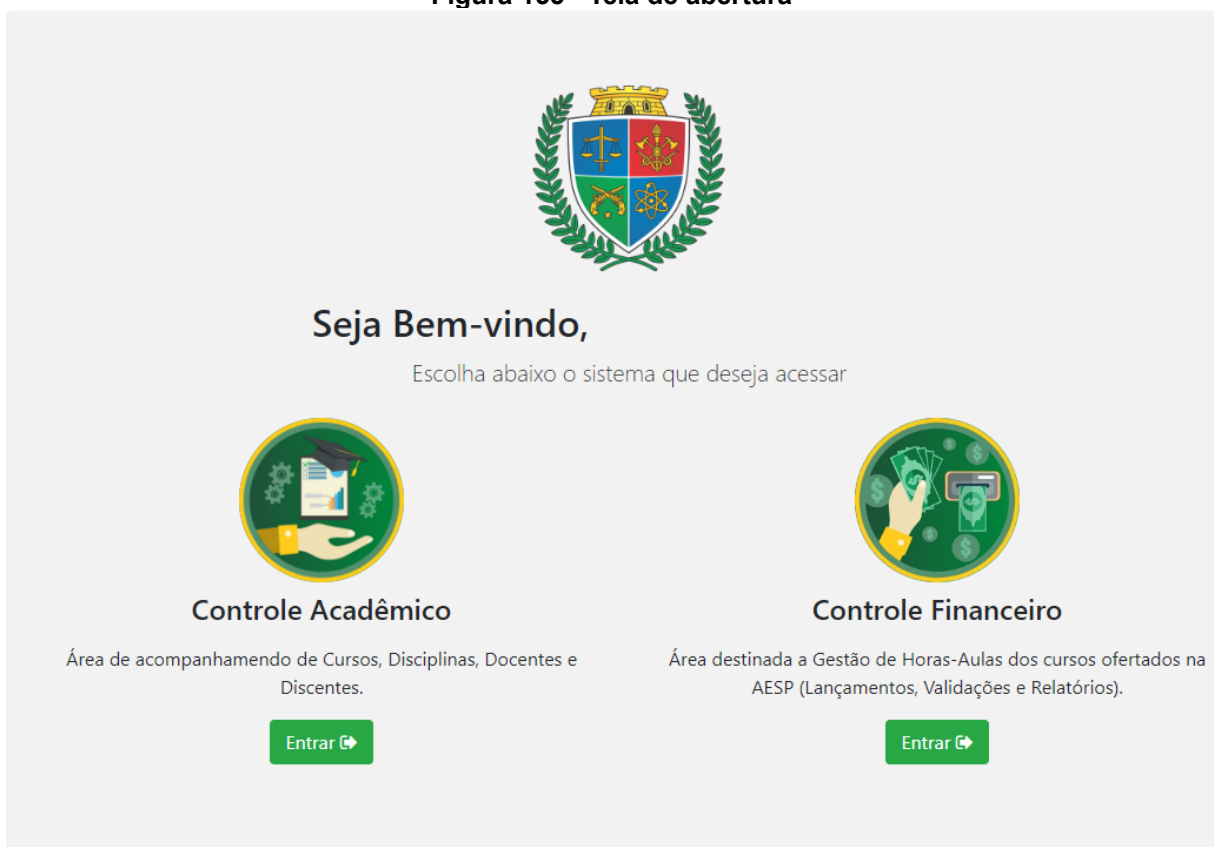 Seja Bem-vindo,
Escolha abaixo o sistema que deseja acessar
Controle Acadêmico
Área de acompanhamendo de Cursos, Disciplinas, Docentes e
Discentes.
Entrar
Controle Financeiro
Área destinada a Gestão de Horas-Aulas dos cursos ofertados na
AESP (Lançamentos, Validações e Relatórios).
Entrar